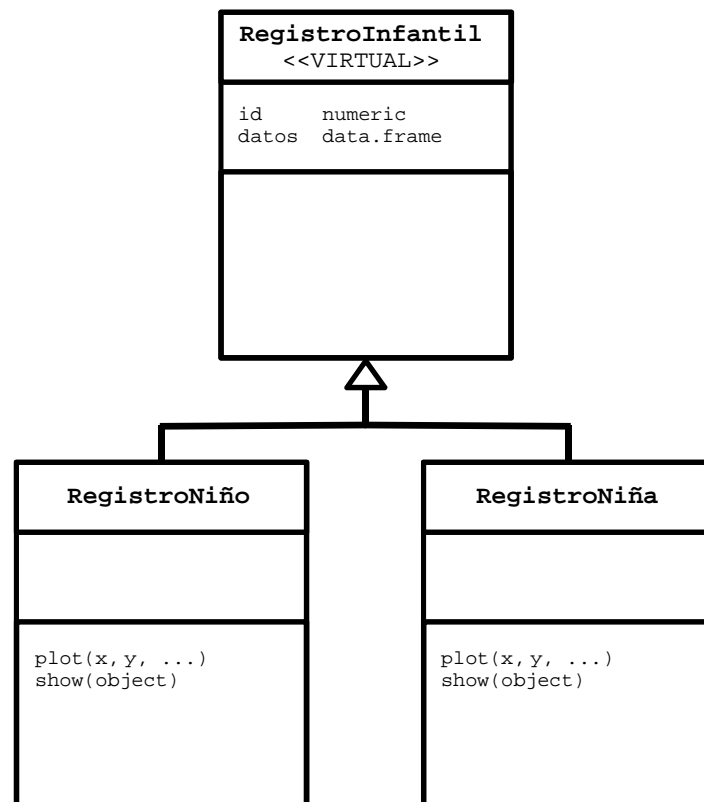 RegistroInfantil
<<VIRTUAL>>
id numeric
datos data.frame
RegistroNiño
plot(x, y, ...)
show(object)
RegistroNiña
plot(x, y, ...)
show(object)